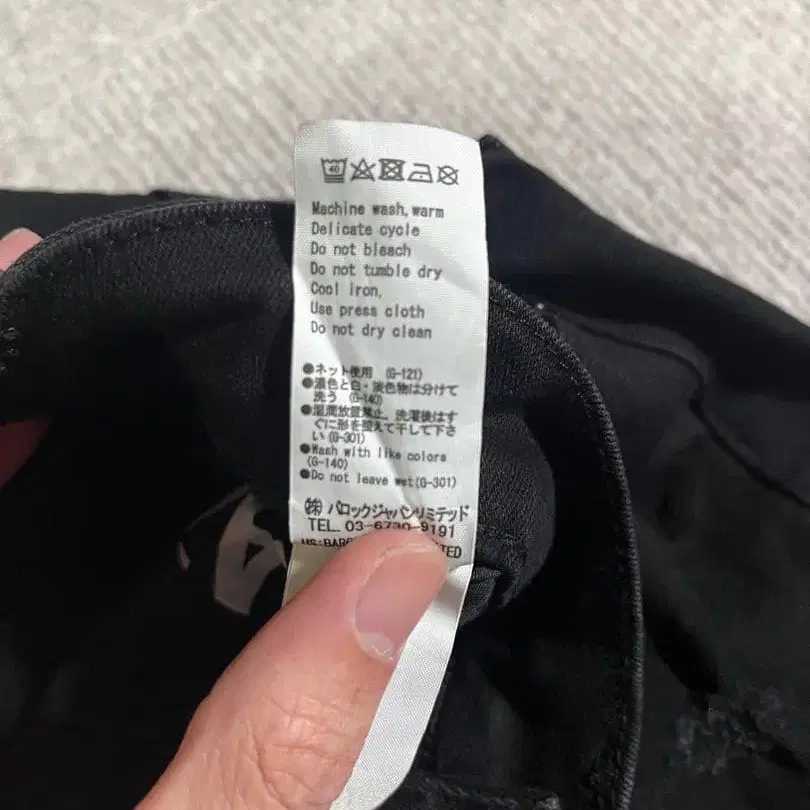 40
Machine wash, warm
Delicate cycle
Do not bleach
Do not tumble dry
Cool iron,
Use press cloth
Do not dry clean
●ネット使用 (G-121)
●濃色と白・淡色物は分けて
洗う (G-140)
●湿潤放置禁止、洗濯後はす
ぐに形を整えて干して下さ
い (G-301)
●Wash with like colors
(G-140)
●Do not leave wet(G-301)
㈱ バロックジャパンリミテッド
TEL. 03-6730-9191